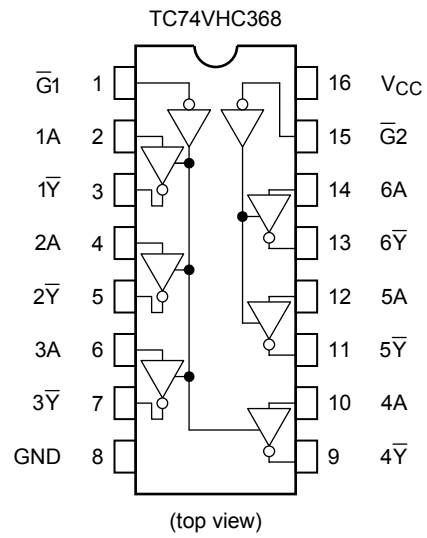 TC74VHC368
G̅1 1 16 VCC
1A 2 15 G̅2
1Y̅ 3 14 6A
2A 4 13 6Y̅
2Y̅ 5 12 5A
3A 6 11 5Y̅
3Y̅ 7 10 4A
GND 8 9 4Y̅
(top view)